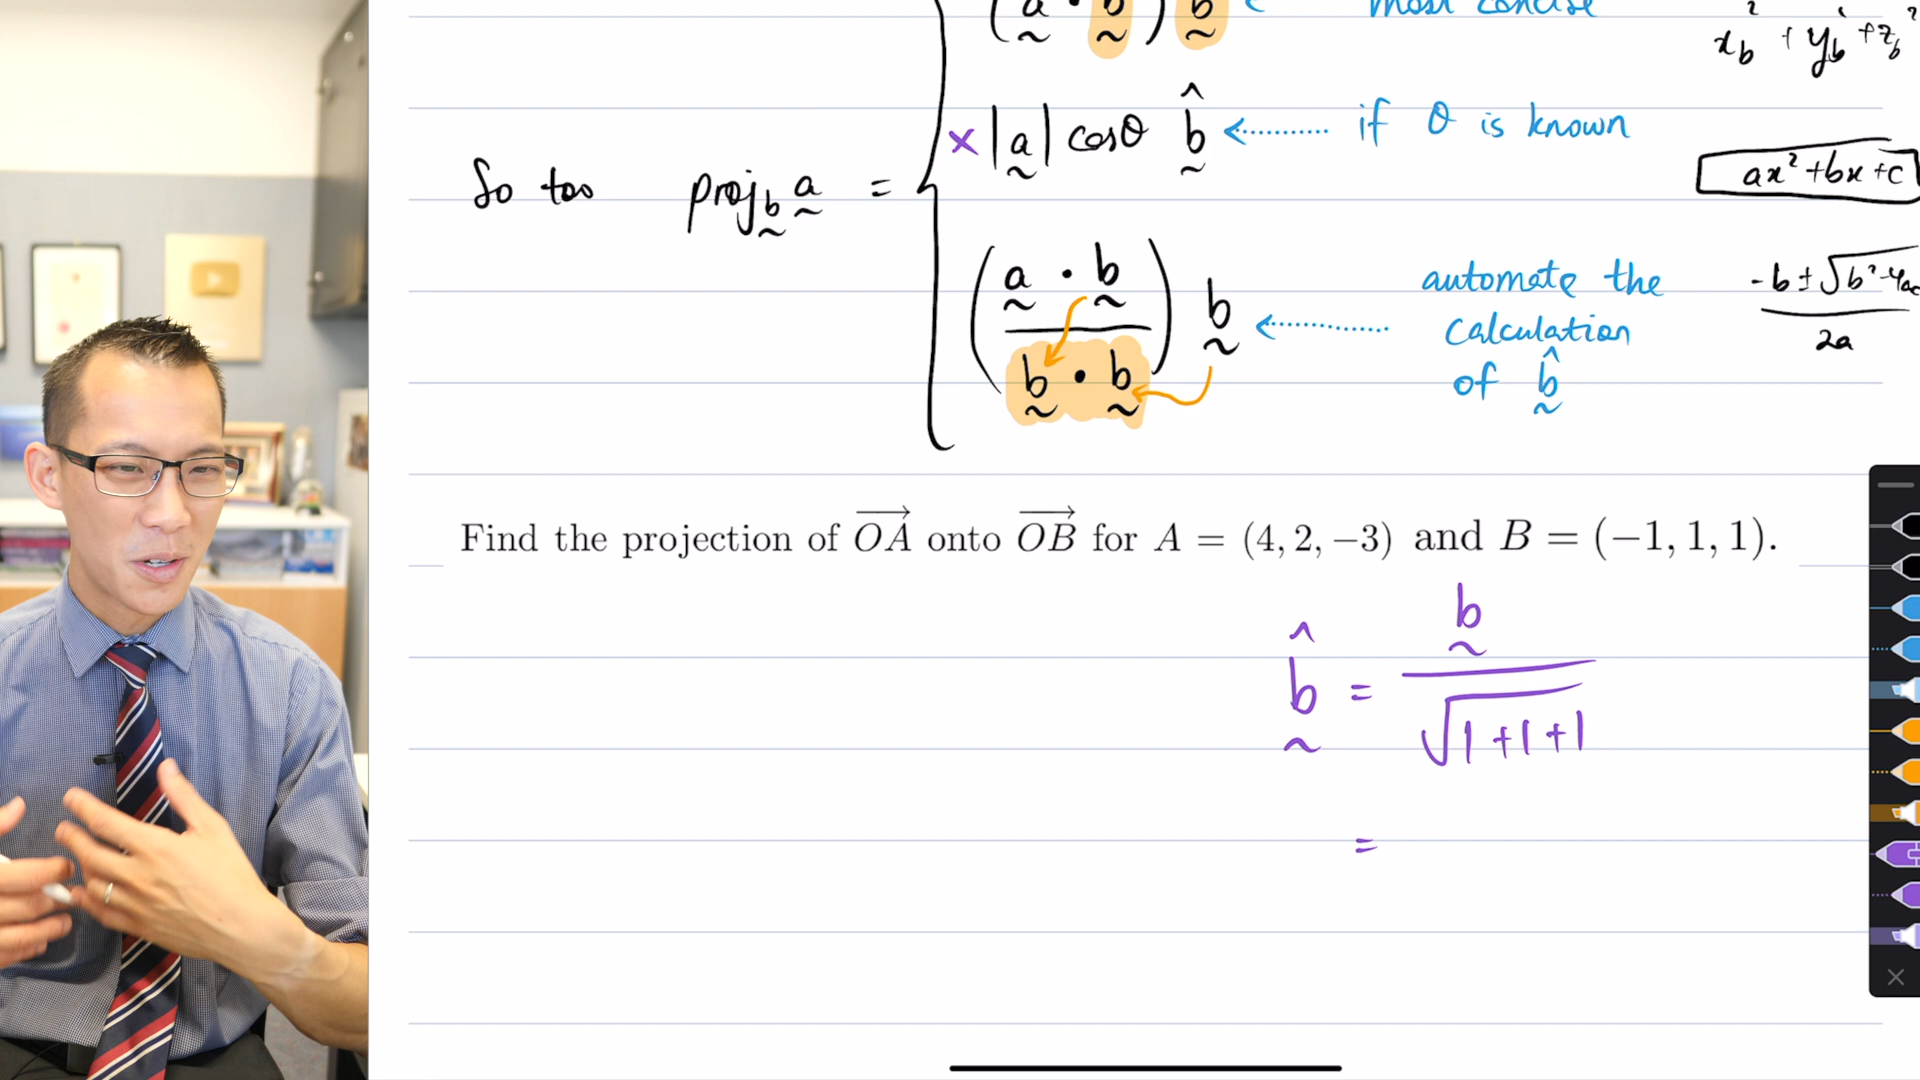 (a · b) b̂ most concise
x_b² + y_b² + z_b²
× |a| cosθ b̂ if θ is known
ax² + bx + c
So too proj_b a =
(a · b / b · b) b automate the calculation of b̂
-b ± √b² - 4ac / 2a
Find the projection of OA onto OB for A = (4, 2, −3) and B = (−1, 1, 1).
b̂ = b / √1 + 1 + 1
=